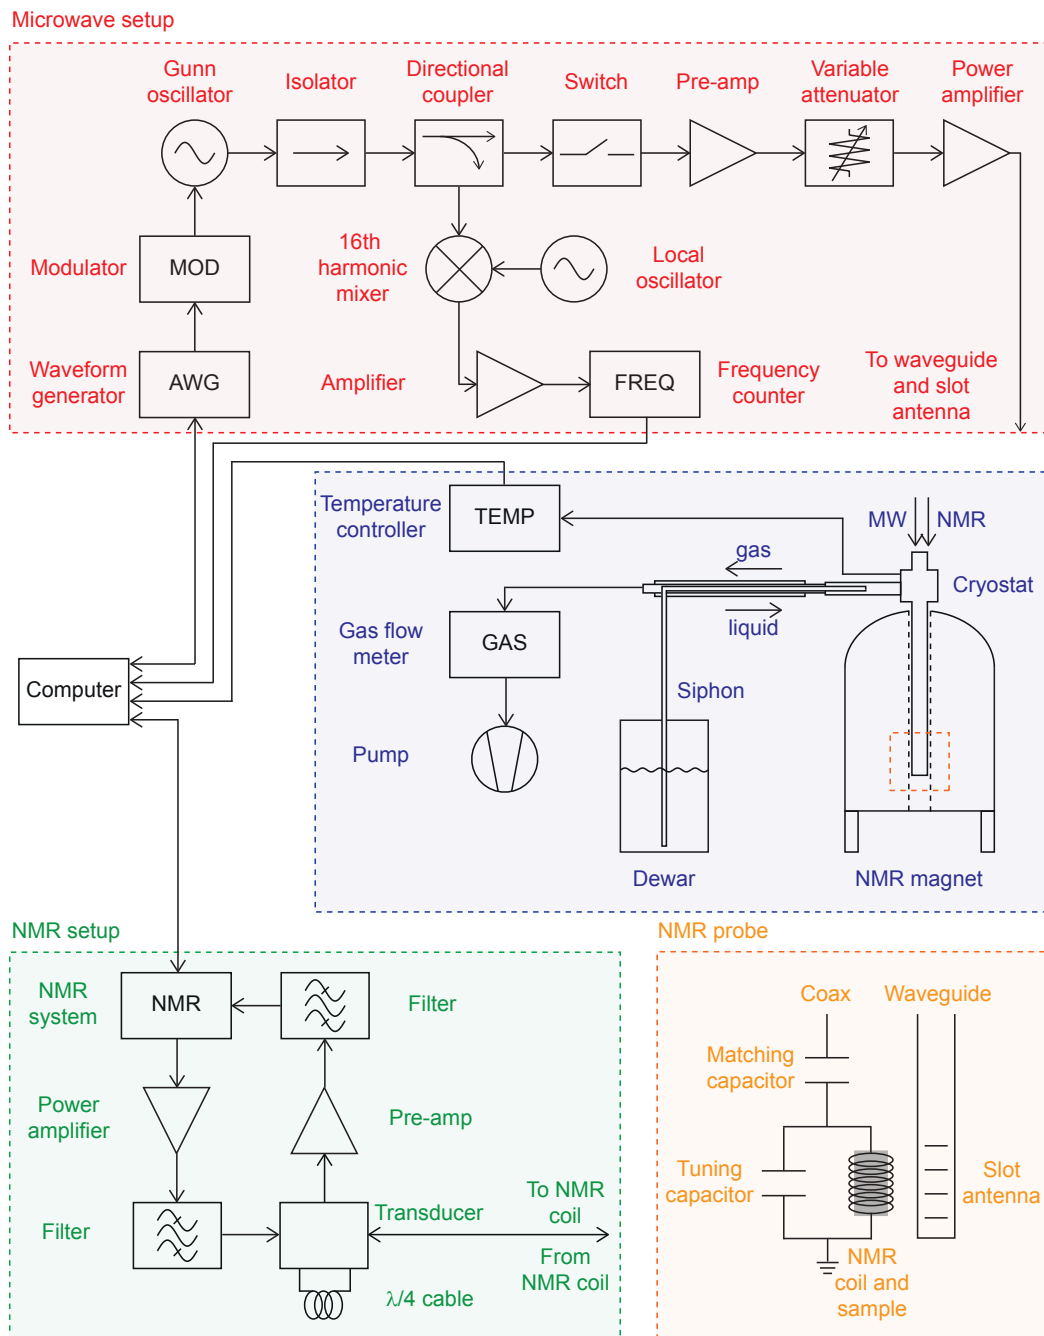 Microwave setup
Gunn
oscillator
Isolator
Directional
coupler
Switch
Pre-amp
Variable
attenuator
Power
amplifier
Modulator
MOD
16th
harmonic
mixer
Local
oscillator
Waveform
generator
AWG
Amplifier
FREQ
Frequency
counter
To waveguide
and slot
antenna
Temperature
controller
TEMP
MW
NMR
gas
Cryostat
liquid
Gas flow
meter
GAS
Computer
Siphon
Pump
Dewar
NMR magnet
NMR setup
NMR
system
NMR
Filter
Power
amplifier
Pre-amp
Filter
Transducer
To NMR
coil
From
NMR coil
λ/4 cable
NMR probe
Coax
Waveguide
Matching
capacitor
Tuning
capacitor
Slot
antenna
NMR
coil and
sample